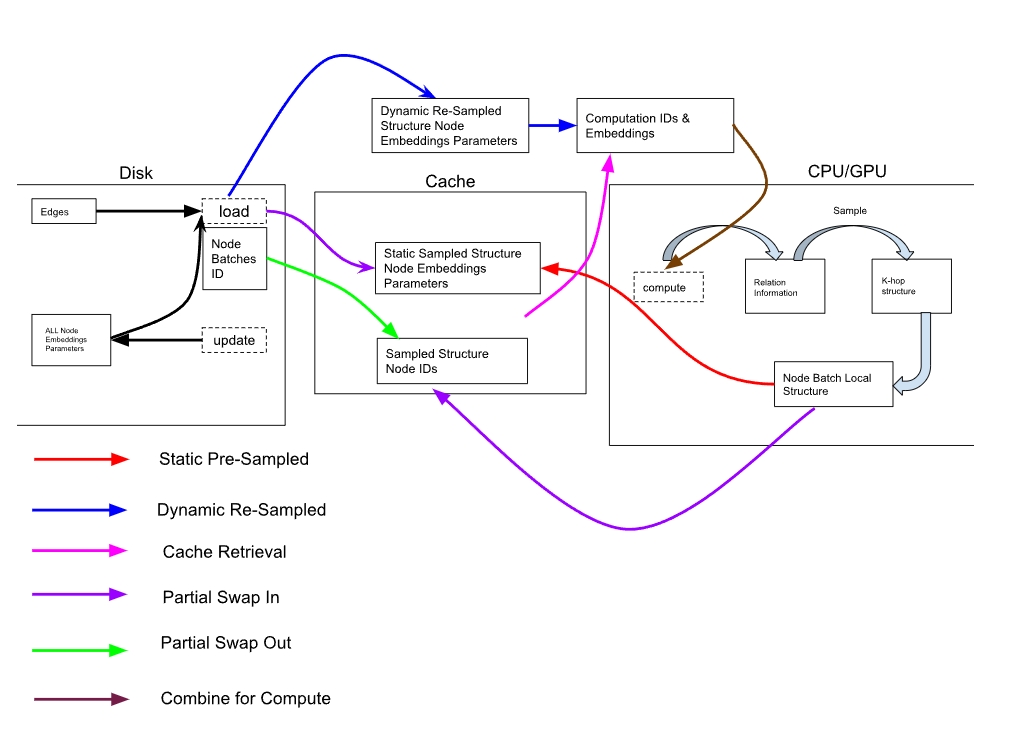 Dynamic Re-Sampled
Structure Node
Embeddings Parameters
Computation IDs &
Embeddings
Disk
Cache
CPU/GPU
Edges
load
Node
Batches
ID
ALL Node
Embeddings
Parameters
update
Static Sampled Structure
Node Embeddings
Parameters
Sampled Structure
Node IDs
Sample
compute
Relation
Information
K-hop
structure
Node Batch Local
Structure
Static Pre-Sampled
Dynamic Re-Sampled
Cache Retrieval
Partial Swap In
Partial Swap Out
Combine for Compute